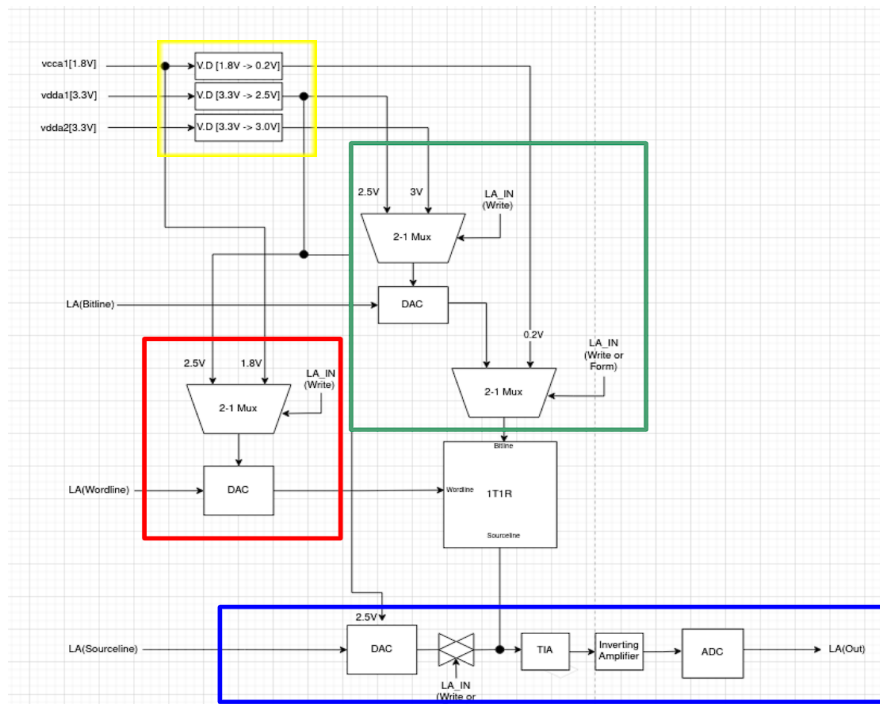 vcca1[1.8V]
V.D [1.8V -> 0.2V]
vdda1[3.3V]
V.D [3.3V -> 2.5V]
vdda2[3.3V]
V.D [3.3V -> 3.0V]
2.5V
3V
LA_IN
(Write)
2-1 Mux
LA(Bitline)
DAC
0.2V
LA_IN
(Write or
Form)
2-1 Mux
2.5V
1.8V
LA_IN
(Write)
2-1 Mux
LA(Wordline)
DAC
Bitline
Wordline
1T1R
Sourceline
2.5V
LA(Sourceline)
DAC
LA_IN
(Write or
TIA
Inverting
Amplifier
ADC
LA(Out)